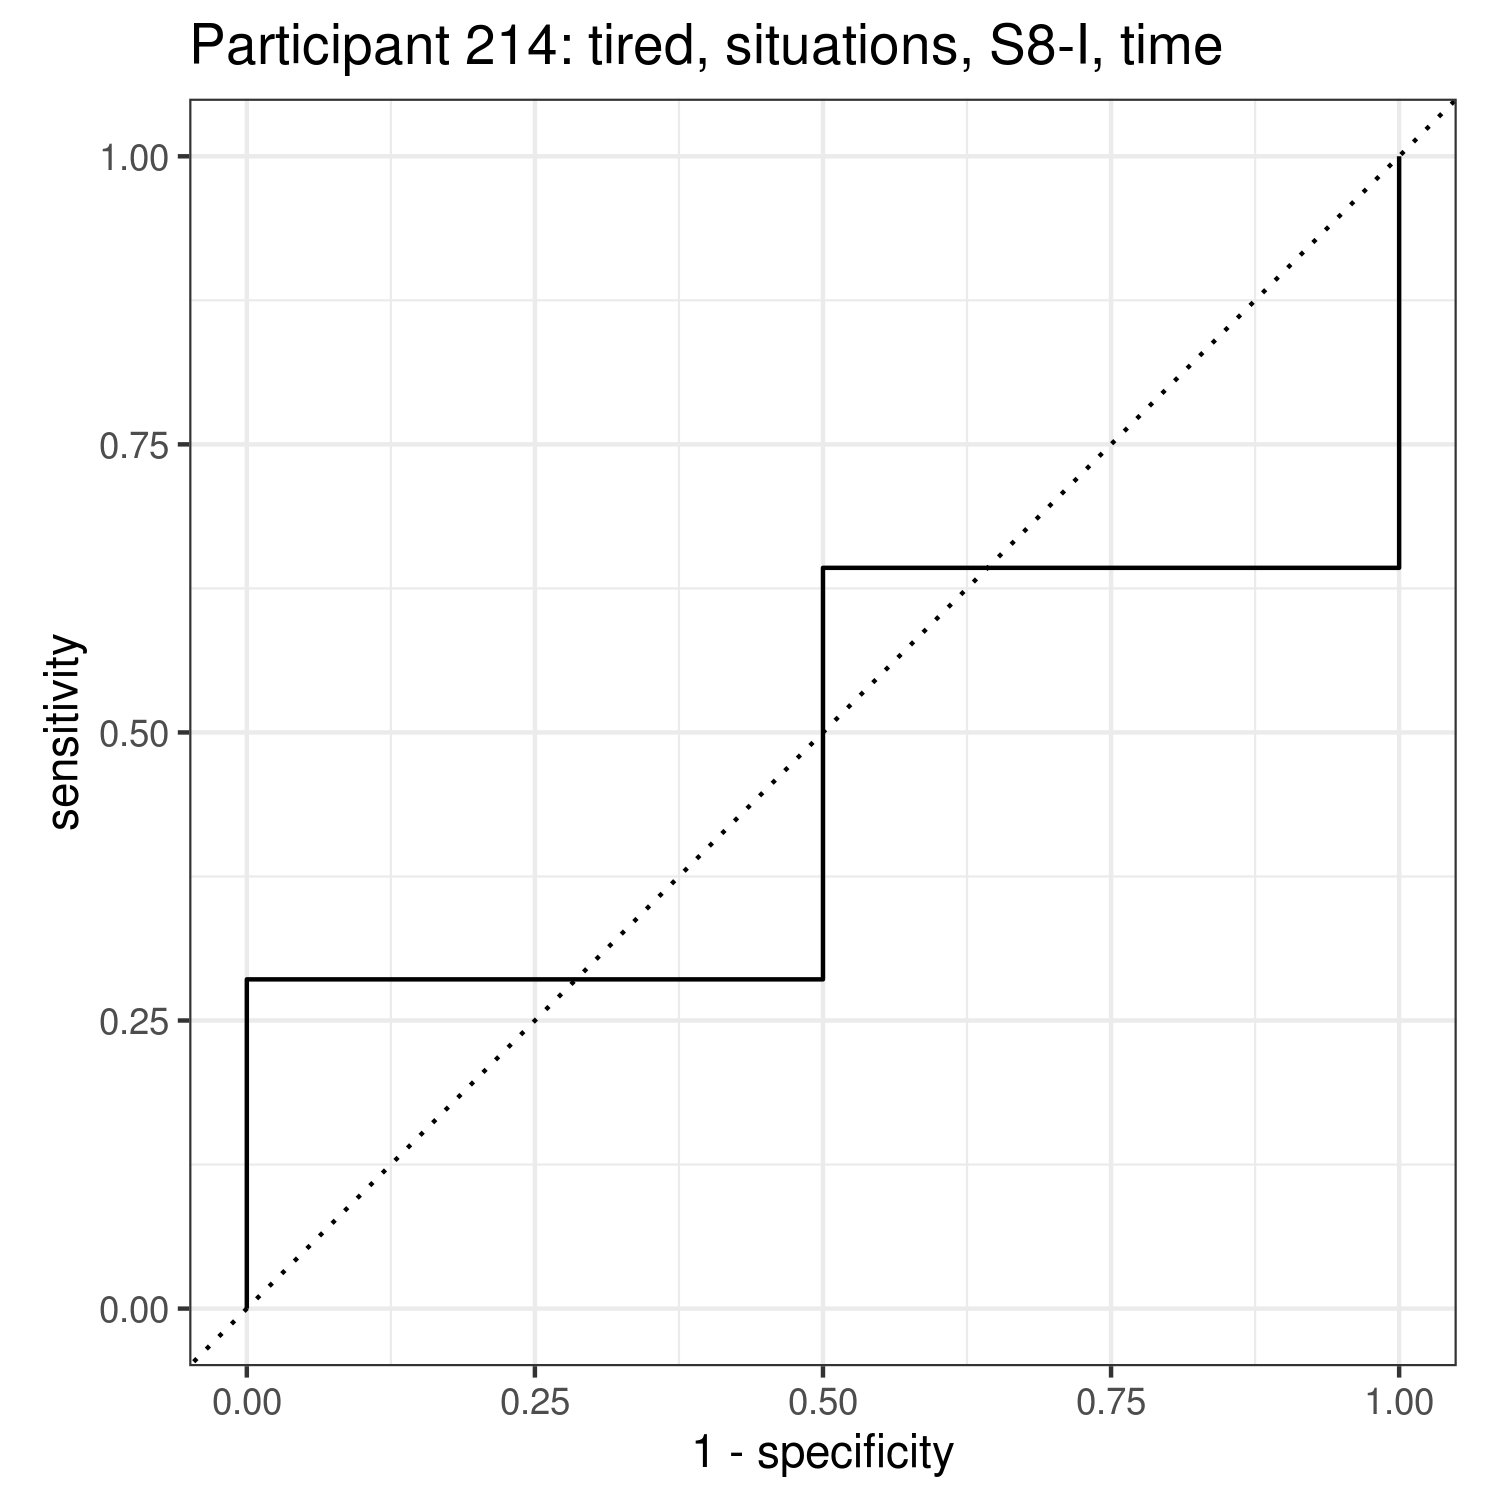 Participant 214: tired, situations, S8-I, time
1.00
0.75
0.50
0.25
0.00
sensitivity
0.00 0.25 0.50 0.75 1.00
1 - specificity